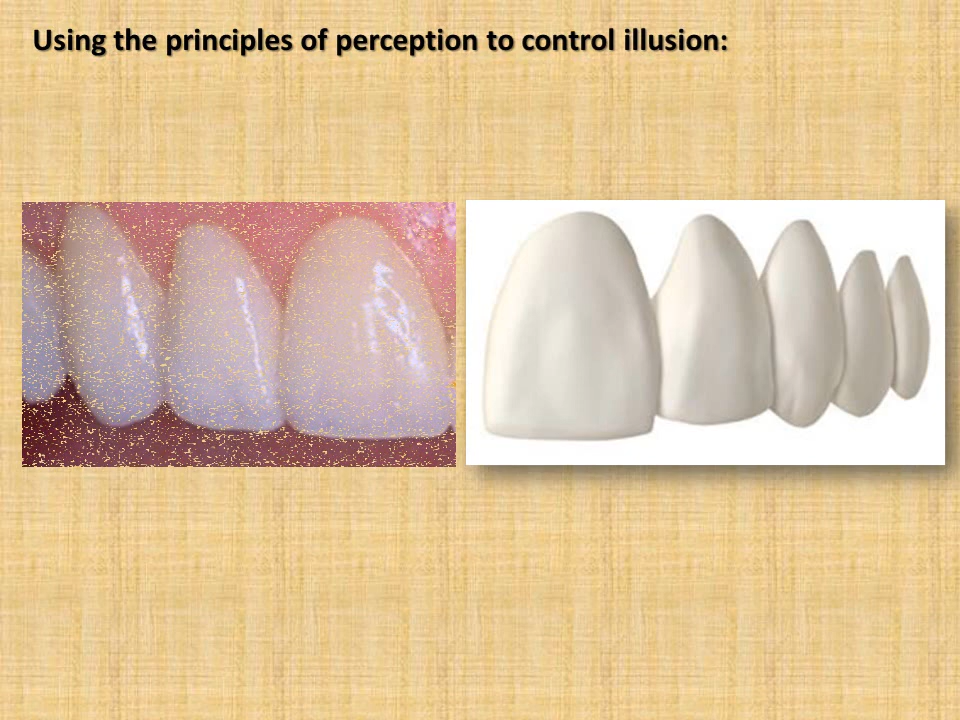 Using the principles of perception to control illusion: